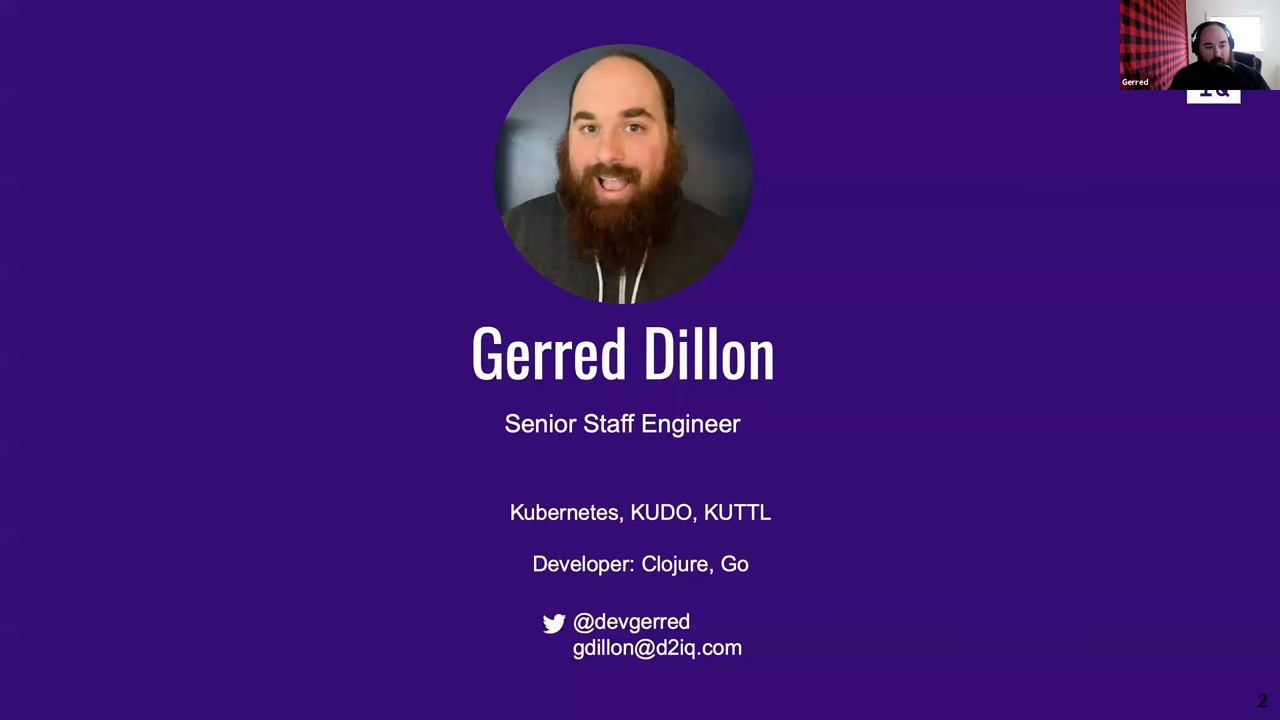 Gerred
Gerred Dillon
Senior Staff Engineer
Kubernetes, KUDO, KUTTL
Developer: Clojure, Go
@devgerred
gdillon@d2iq.com
2